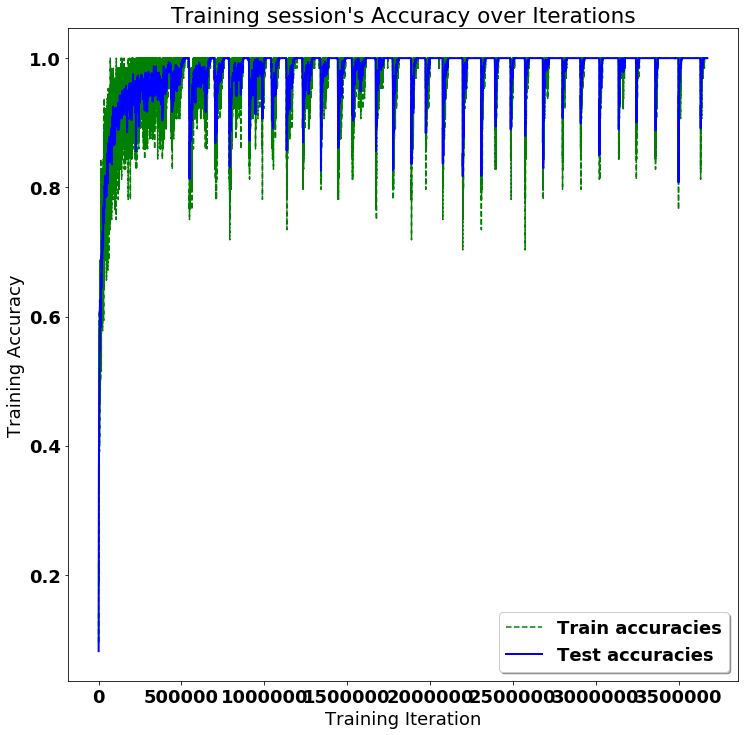 Training session's Accuracy over Iterations
1.0
0.8
0.6
0.4
0.2
Training Accuracy
Train accuracies
Test accuracies
0 500000 1000000 1500000 2000000 2500000 3000000 3500000
Training Iteration